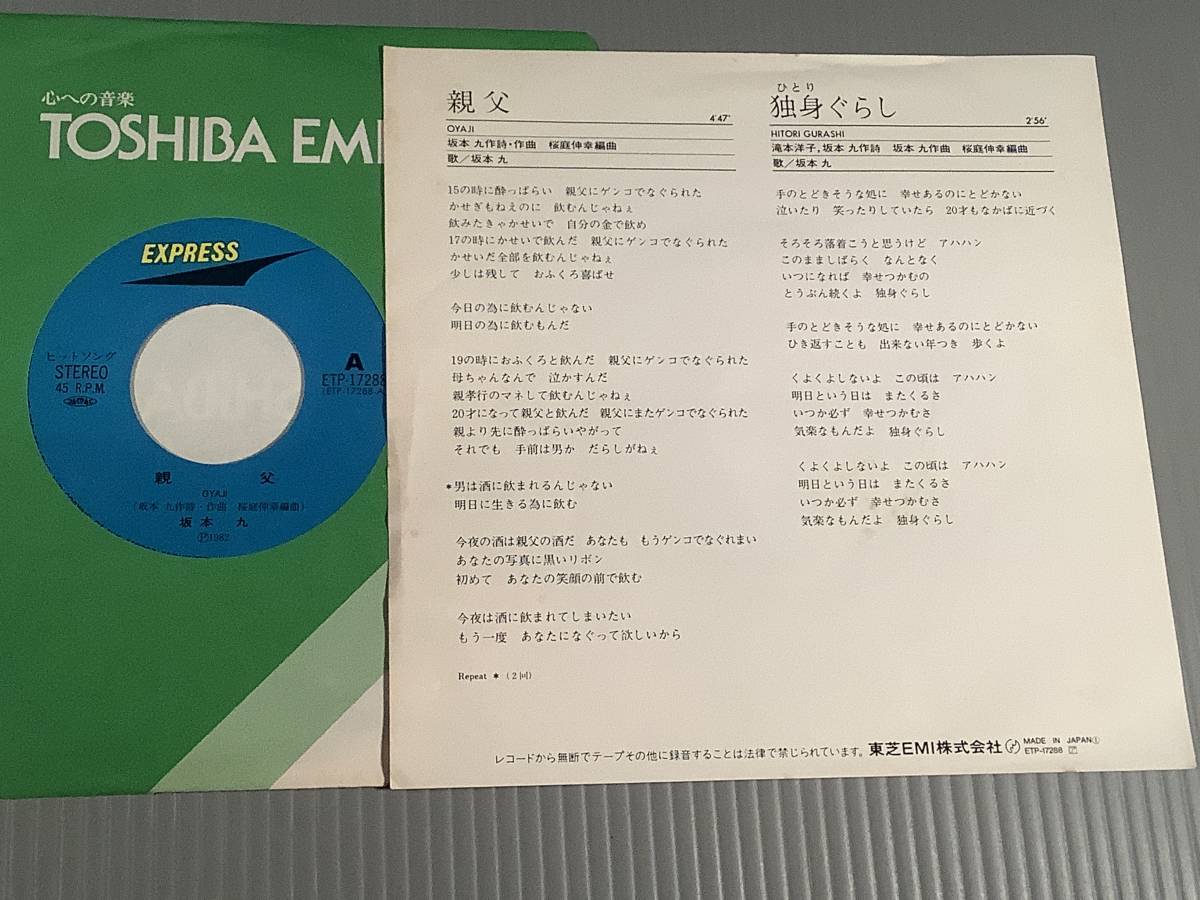 心への音楽
TOSHIBA EMI
EXPRESS
ヒットソング
STEREO
45 R.P.M.
A
ETP-17288
(ETP-17288-A)
親 父
OYAJI
(坂本 九作詩・作曲 桜庭伸幸編曲)
坂本 九
Ⓟ1982
親父
4'47"
OYAJI
坂本 九作詩・作曲 桜庭伸幸編曲
歌/坂本 九
15の時に酔っぱらい 親父にゲンコでなぐられた
かせぎもねえのに 飲むんじゃねぇ
飲みたきゃかせいで 自分の金で飲め
17の時にかせいで飲んだ 親父にゲンコでなぐられた
かせいだ全部を飲むんじゃねぇ
少しは残して おふくろ喜ばせ
今日の為に飲むんじゃない
明日の為に飲むもんだ
19の時におふくろと飲んだ 親父にゲンコでなぐられた
母ちゃんなんで 泣かすんだ
親孝行のマネして飲むんじゃねぇ
20才になって親父と飲んだ 親父にまたゲンコでなぐられた
親より先に酔っぱらいやがって
それでも 手前は男か だらしがねぇ
*男は酒に飲まれるんじゃない
明日に生きる為に飲む
今夜の酒は親父の酒だ あなたも もうゲンコでなぐれまい
あなたの写真に黒いリボン
初めて あなたの笑顔の前で飲む
今夜は酒に飲まれてしまいたい
もう一度 あなたになぐって欲しいから
Repeat * (2回)
ひとり
独身ぐらし
2'56"
HITORI GURASHI
滝本洋子,坂本 九作詩 坂本 九作曲 桜庭伸幸編曲
歌/坂本 九
手のとどきそうな処に 幸せあるのにとどかない
泣いたり 笑ったりしていたら 20才もなかばに近づく
そろそろ落着こうと思うけど アハハン
このまましばらく なんとなく
いつになれば 幸せつかむの
とうぶん続くよ 独身ぐらし
手のとどきそうな処に 幸せあるのにとどかない
ひき返すことも 出来ない年つき 歩くよ
くよくよしないよ この頃は アハハン
明日という日は またくるさ
いつか必ず 幸せつかむさ
気楽なもんだよ 独身ぐらし
くよくよしないよ この頃は アハハン
明日という日は またくるさ
いつか必ず 幸せつかむさ
気楽なもんだよ 独身ぐらし
レコードから無断でテープその他に録音することは法律で禁じられています。 東芝EMI株式会社 MADE IN JAPAN①
ETP-17288